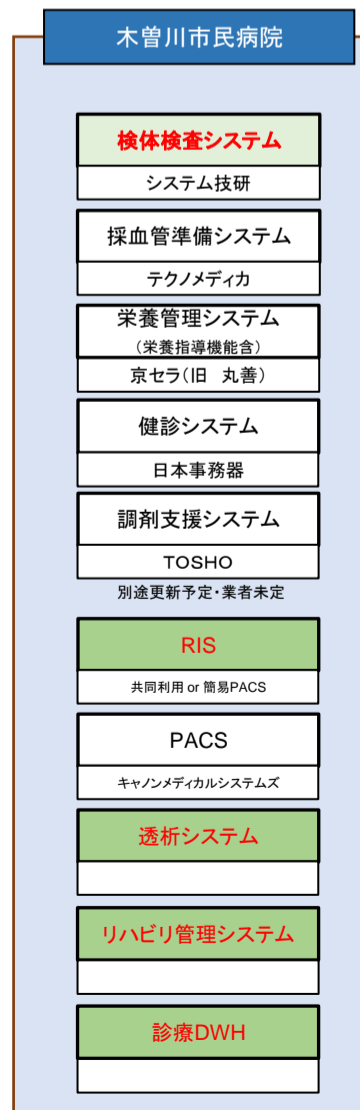 木曽川市民病院
検体検査システム
システム技研
採血管準備システム
テクノメディカ
栄養管理システム
（栄養指導機能含）
京セラ（旧　丸善）
健診システム
日本事務器
調剤支援システム
TOSHO
別途更新予定・業者未定
RIS
共同利用 or 簡易PACS
PACS
キャノンメディカルシステムズ
透析システム
リハビリ管理システム
診療DWH